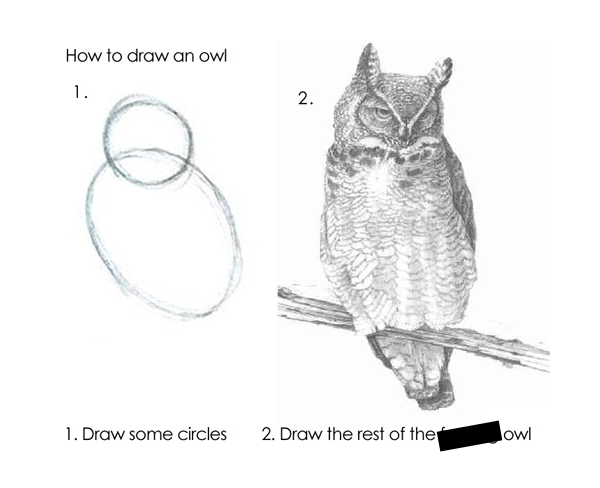 How to draw an owl
1.
2.
1. Draw some circles
2. Draw the rest of the owl